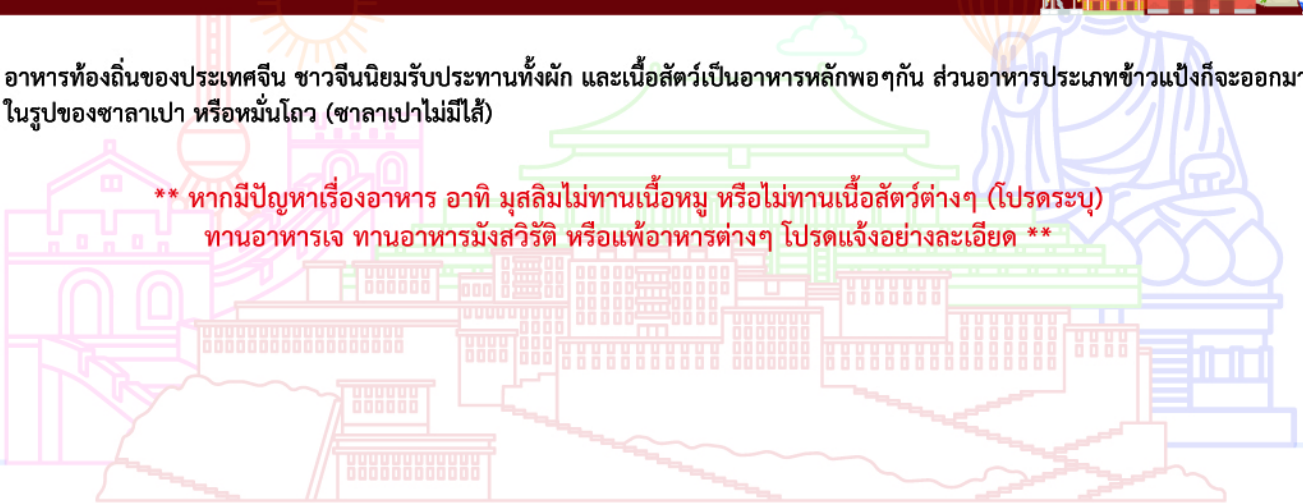 อาหารท้องถิ่นของประเทศจีน ชาวจีนนิยมรับประทานทั้งผัก และเนื้อสัตว์เป็นอาหารหลักพอๆกัน ส่วนอาหารประเภทข้าวแป้งก็จะออกมา
ในรูปของซาลาเปา หรือหมั่นโถว (ซาลาเปาไม่มีไส้)
** หากมีปัญหาเรื่องอาหาร อาทิ มุสลิมไม่ทานเนื้อหมู หรือไม่ทานเนื้อสัตว์ต่างๆ (โปรดระบุ)
ทานอาหารเจ ทานอาหารมังสวิรัติ หรือแพ้อาหารต่างๆ โปรดแจ้งอย่างละเอียด **